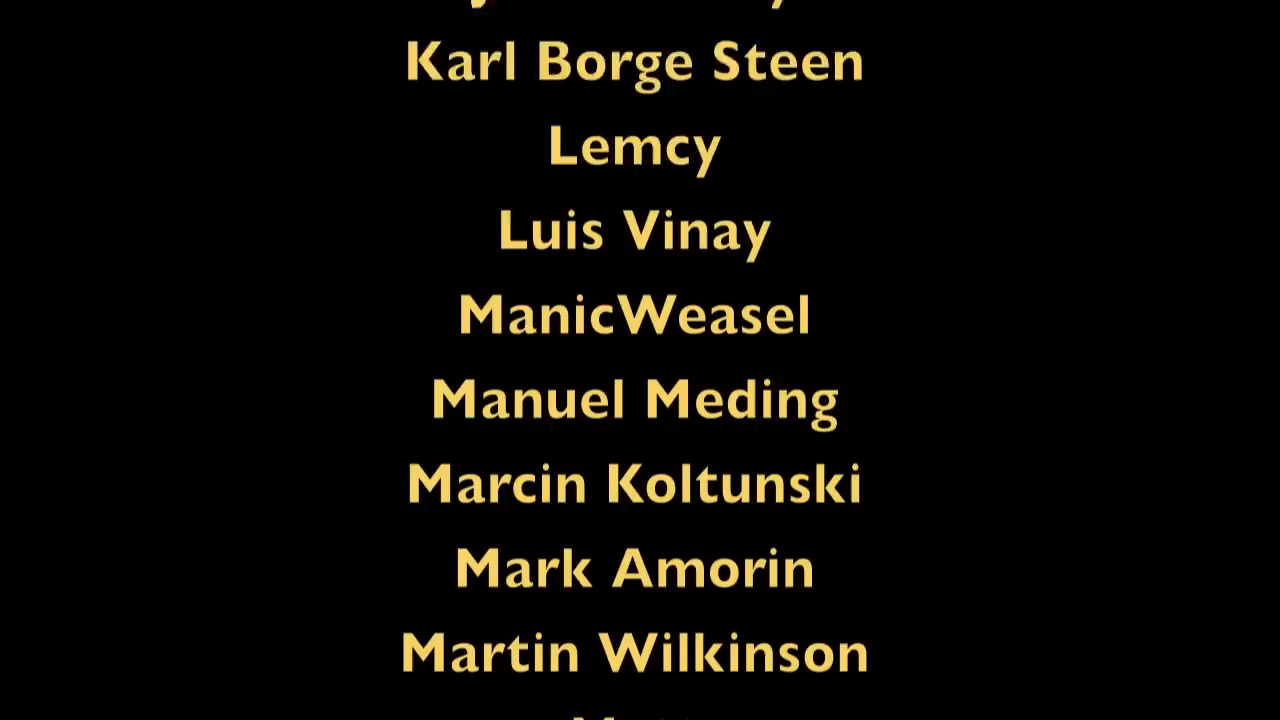 Karl Borge Steen
Lemcy
Luis Vinay
ManicWeasel
Manuel Meding
Marcin Koltunski
Mark Amorin
Martin Wilkinson